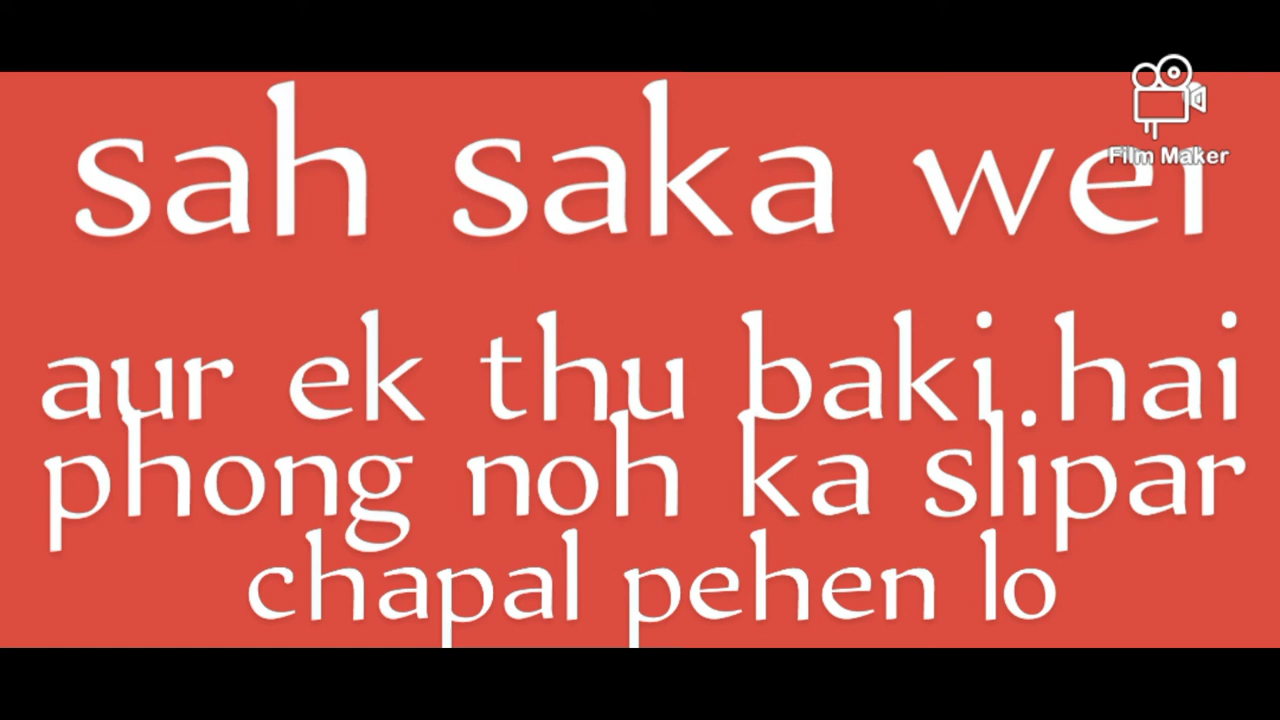 sah saka wei
Film Maker
aur ek thu baki hai
phong noh ka slipar
chapal pehen lo